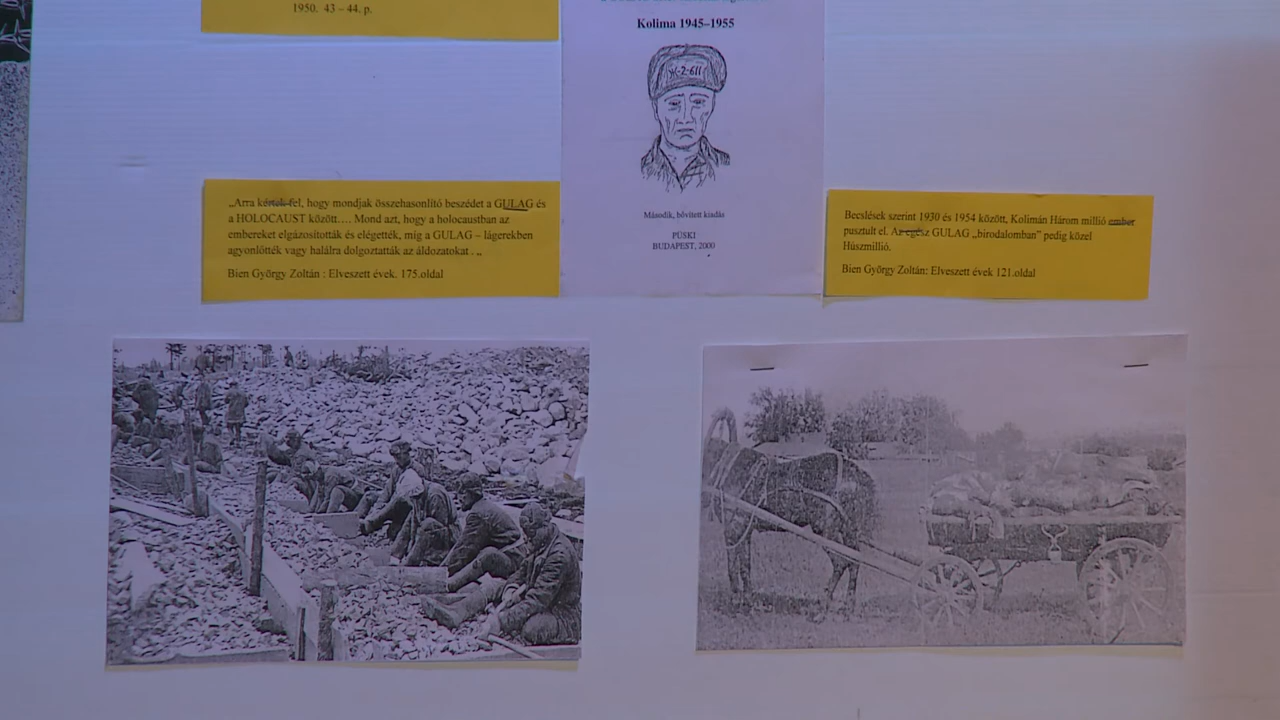 1950. 43 – 44. p.
Kolima 1945–1955
Ж-2-611
„Arra kértek fel, hogy mondjak összehasonlító beszédet a GULAG és
a HOLOCAUST között…. Mond azt, hogy a holocaustban az
embereket elgázosították és elégették, míg a GULAG – lágerekben
agyonlőtték vagy halálra dolgoztatták az áldozatokat . „
Bien György Zoltán : Elveszett évek. 175.oldal
Második, bővített kiadás
PÜSKI
BUDAPEST, 2000
Becslések szerint 1930 és 1954 között, Kolimán Három millió ember
pusztult el. Az egész GULAG „birodalomban” pedig közel
Húszmillió.
Bien György Zoltán: Elveszett évek 121.oldal